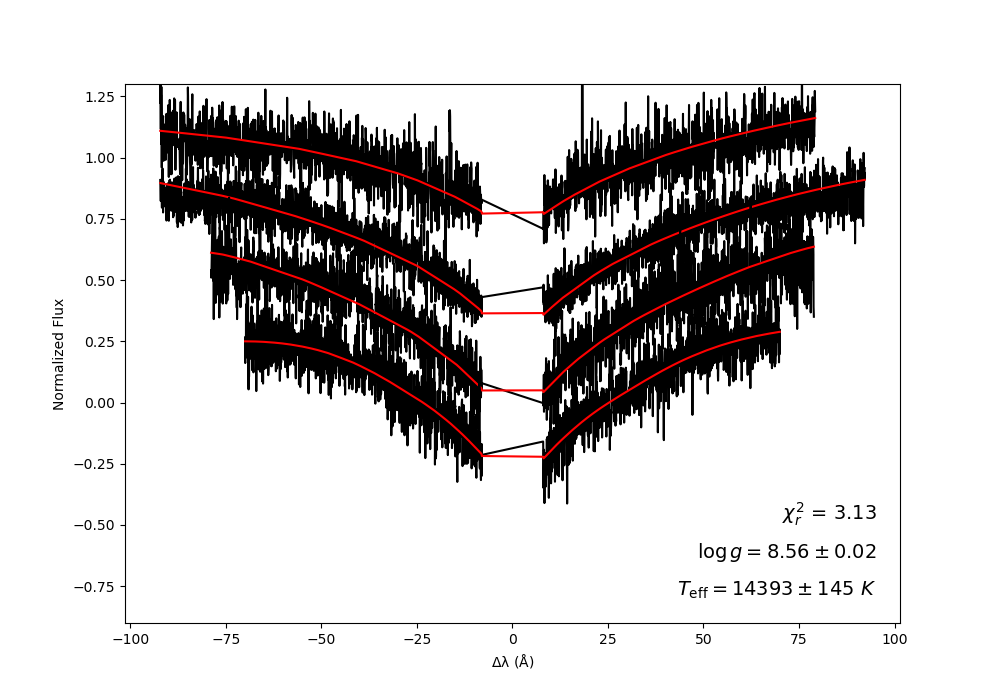 1.25
1.00
0.75
0.50
0.25
0.00
−0.25
−0.50
−0.75
Normalized Flux
χ²ᵣ = 3.13
log g = 8.56 ± 0.02
T_eff = 14393 ± 145 K
−100 −75 −50 −25 0 25 50 75 100
Δλ (Å)